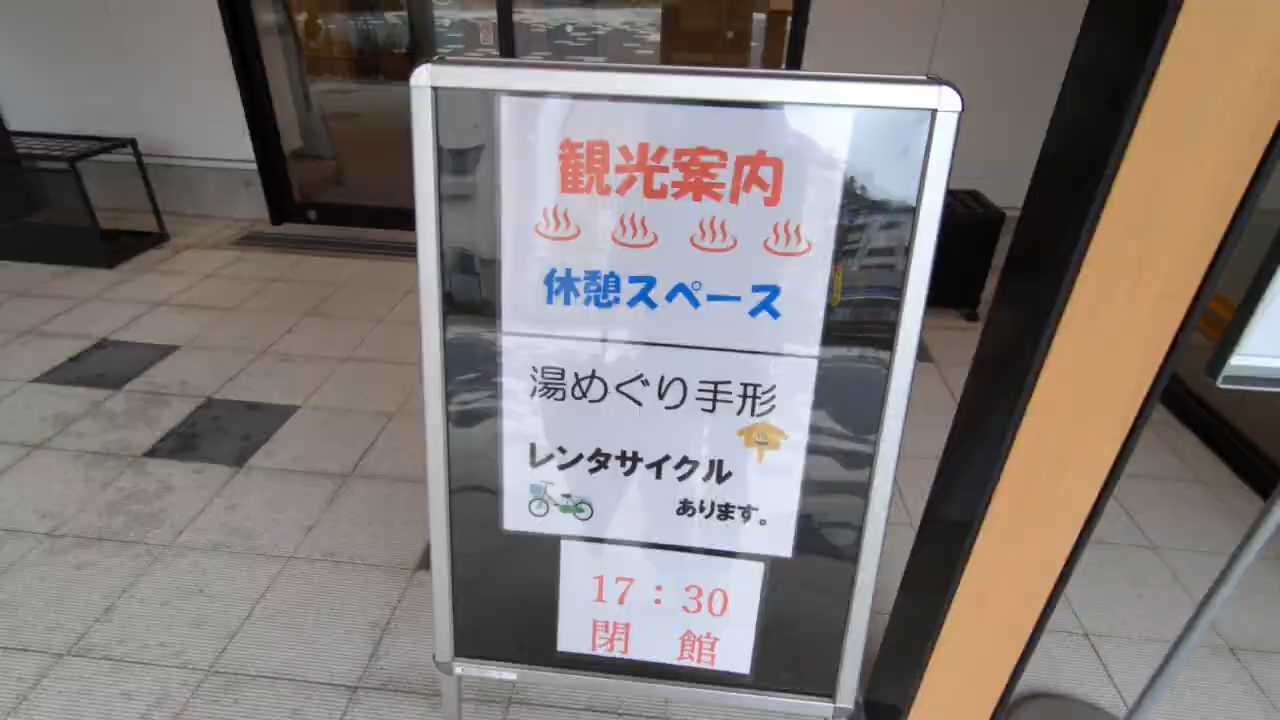 観光案内
休憩スペース
湯めぐり手形
レンタサイクル
あります。
17：30
閉 館